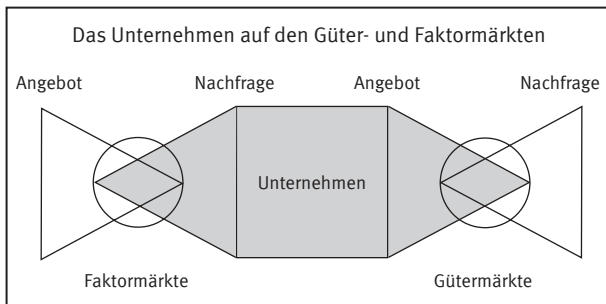 Das Unternehmen auf den Güter- und Faktormärkten
Angebot Nachfrage Angebot Nachfrage
Unternehmen
Faktormärkte Gütermärkte